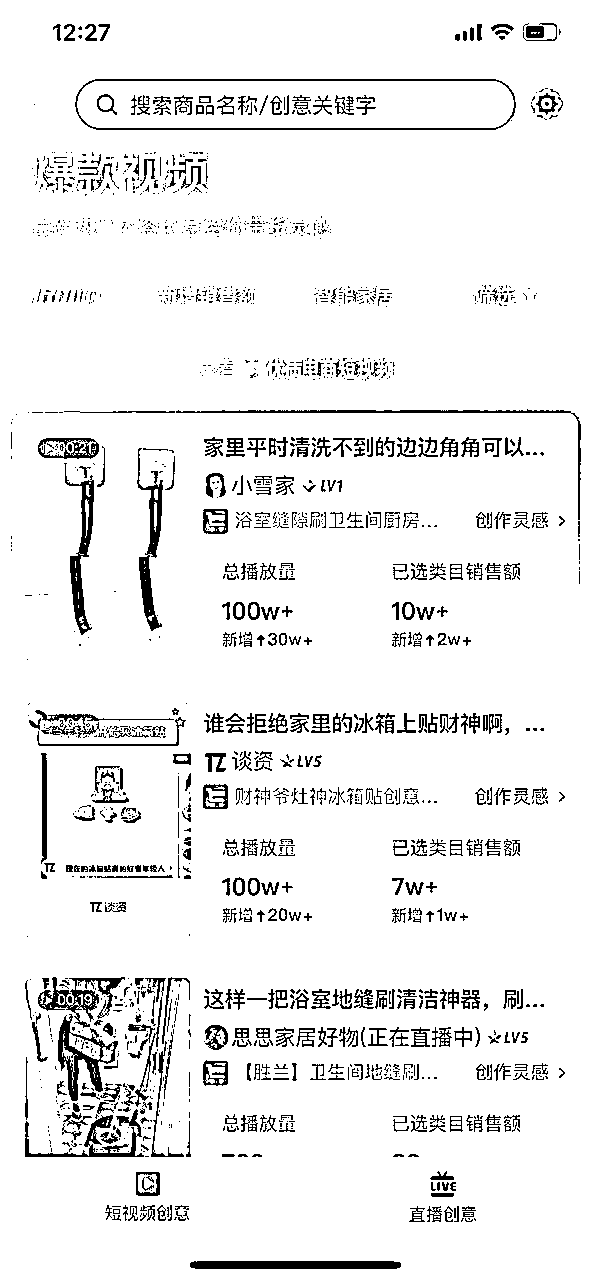 12:27
搜索商品名称/创意关键字
爆款视频
智能家居 筛选
优质电商短视频
00:21
家里平时清洗不到的边边角角可以...
小雪家 LV1
浴室缝隙刷卫生间厨房... 创作灵感 >
总播放量 已选类目销售额
100w+ 10w+
新增↑30w+ 新增↑2w+
谁会拒绝家里的冰箱上贴财神啊，...
TZ 谈资 LV5
财神爷灶神冰箱贴创意... 创作灵感 >
总播放量 已选类目销售额
100w+ 7w+
新增↑20w+ 新增↑1w+
TZ 谈资
00:19
这样一把浴室地缝刷清洁神器，刷...
思思家居好物(正在直播中) LV5
【胜兰】卫生间地缝刷... 创作灵感 >
总播放量 已选类目销售额
LIVE
短视频创意 直播创意